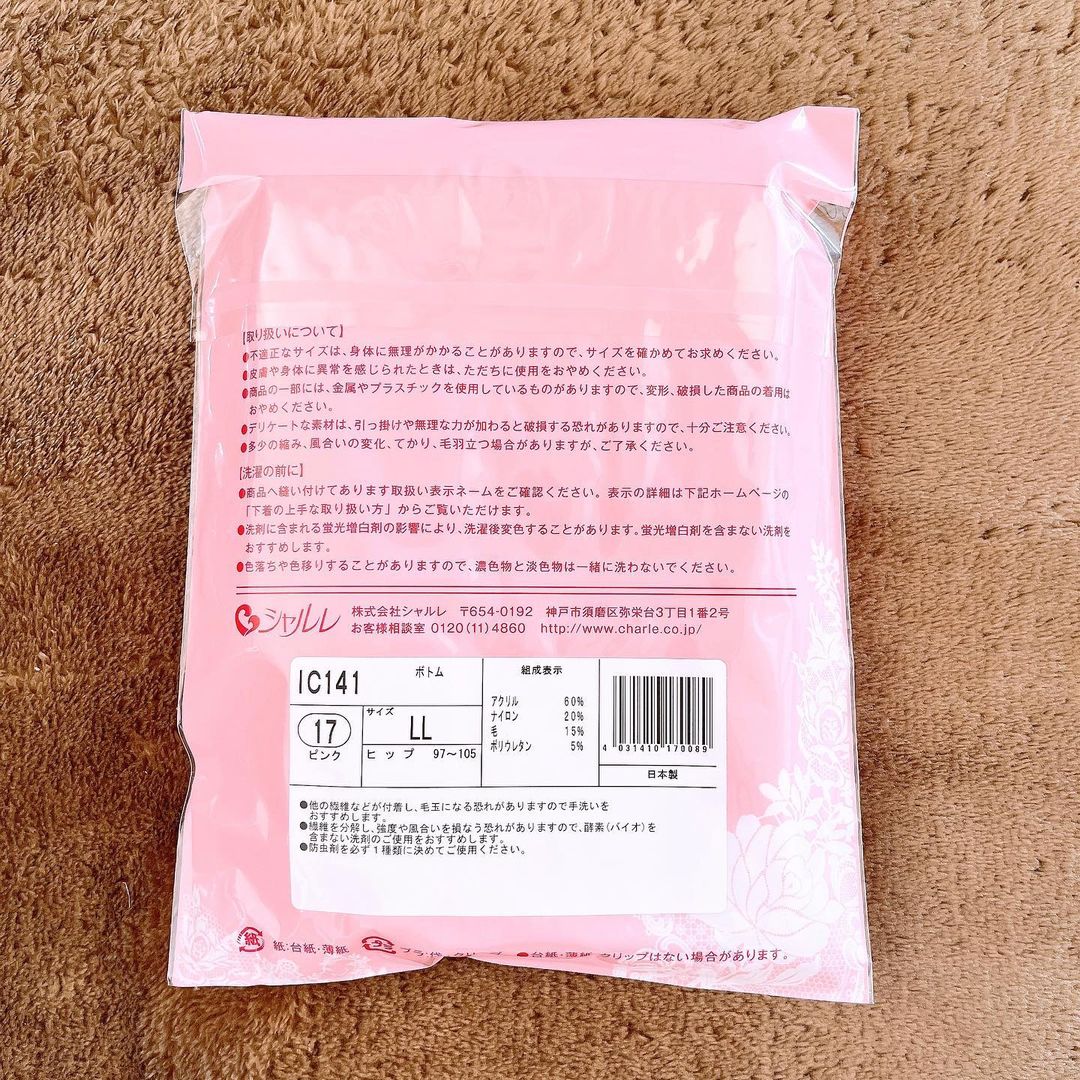 【取り扱いについて】
●不適正なサイズは、身体に無理がかかることがありますので、サイズを確かめてお求めください。
●皮膚や身体に異常を感じられたときは、ただちに使用をおやめください。
●商品の一部には、金属やプラスチックを使用しているものがありますので、変形、破損した商品の着用は
おやめください。
●デリケートな素材は、引っ掛けや無理な力が加わると破損する恐れがありますので、十分ご注意ください。
●多少の縮み、風合いの変化、てかり、毛羽立つ場合がありますが、ご了承ください。
【洗濯の前に】
●商品へ縫い付けてあります取扱い表示ネームをご確認ください。表示の詳細は下記ホームページの
「下着の上手な取り扱い方」からご覧いただけます。
●洗剤に含まれる蛍光増白剤の影響により、洗濯後変色することがあります。蛍光増白剤を含まない洗剤を
おすすめします。
●色落ちや色移りすることがありますので、濃色物と淡色物は一緒に洗わないでください。
シャルレ 株式会社シャルレ 〒654-0192 神戸市須磨区弥栄台3丁目1番2号
お客様相談室 0120(11)4860 http://www.charle.co.jp/
IC141 ボトム
17 ピンク
サイズ LL
ヒップ 97〜105
組成表示
アクリル 60%
ナイロン 20%
毛 15%
ポリウレタン 5%
4 031410 170089
日本製
●他の繊維などが付着し、毛玉になる恐れがありますので手洗いを
おすすめします。
●繊維を分解し、強度や風合いを損なう恐れがありますので、酵素(バイオ)を
含まない洗剤のご使用をおすすめします。
●防虫剤を必ず1種類に決めてご使用ください。
紙 紙:台紙・薄紙 プラ プラ:袋・クリップ ●台紙・薄紙・クリップはない場合があります。